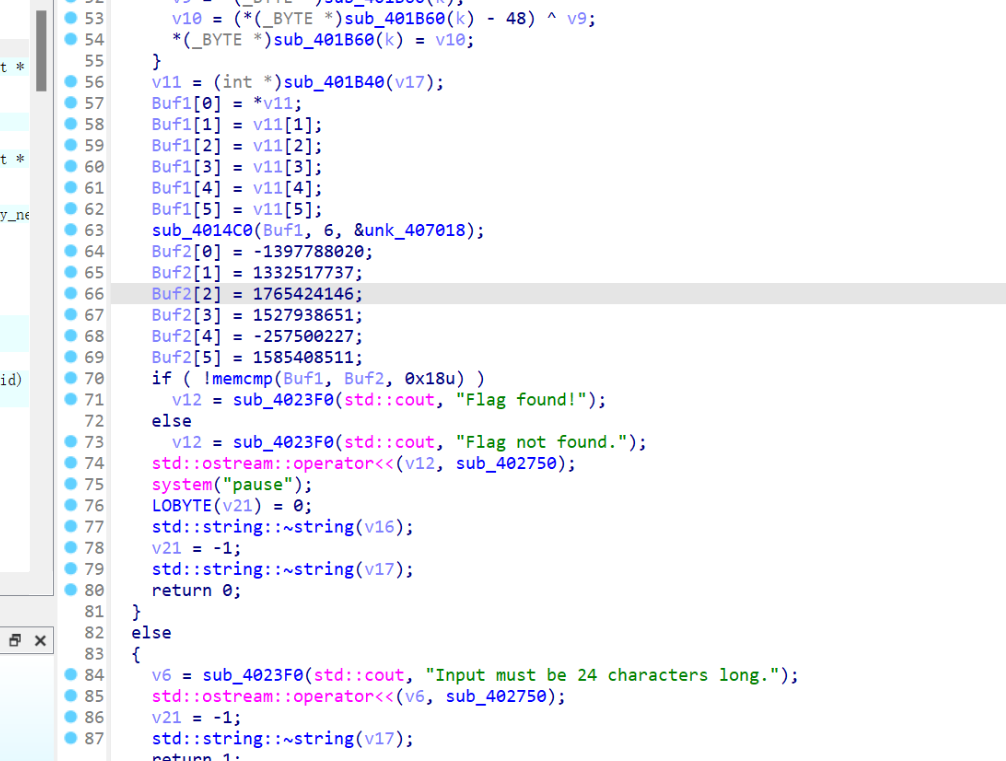 53 v10 = (*(_BYTE *)sub_401B60(k) - 48) ^ v9;
54 *(_BYTE *)sub_401B60(k) = v10;
55 }
56 v11 = (int *)sub_401B40(v17);
57 Buf1[0] = *v11;
58 Buf1[1] = v11[1];
59 Buf1[2] = v11[2];
60 Buf1[3] = v11[3];
61 Buf1[4] = v11[4];
62 Buf1[5] = v11[5];
63 sub_4014C0(Buf1, 6, &unk_407018);
64 Buf2[0] = -1397788020;
65 Buf2[1] = 1332517737;
66 Buf2[2] = 1765424146;
67 Buf2[3] = 1527938651;
68 Buf2[4] = -257500227;
69 Buf2[5] = 1585408511;
70 if ( !memcmp(Buf1, Buf2, 0x18u) )
71 v12 = sub_4023F0(std::cout, "Flag found!");
72 else
73 v12 = sub_4023F0(std::cout, "Flag not found.");
74 std::ostream::operator<<(v12, sub_402750);
75 system("pause");
76 LOBYTE(v21) = 0;
77 std::string::~string(v16);
78 v21 = -1;
79 std::string::~string(v17);
80 return 0;
81 }
82 else
83 {
84 v6 = sub_4023F0(std::cout, "Input must be 24 characters long.");
85 std::ostream::operator<<(v6, sub_402750);
86 v21 = -1;
87 std::string::~string(v17);
t *
t *
y_ne
id)